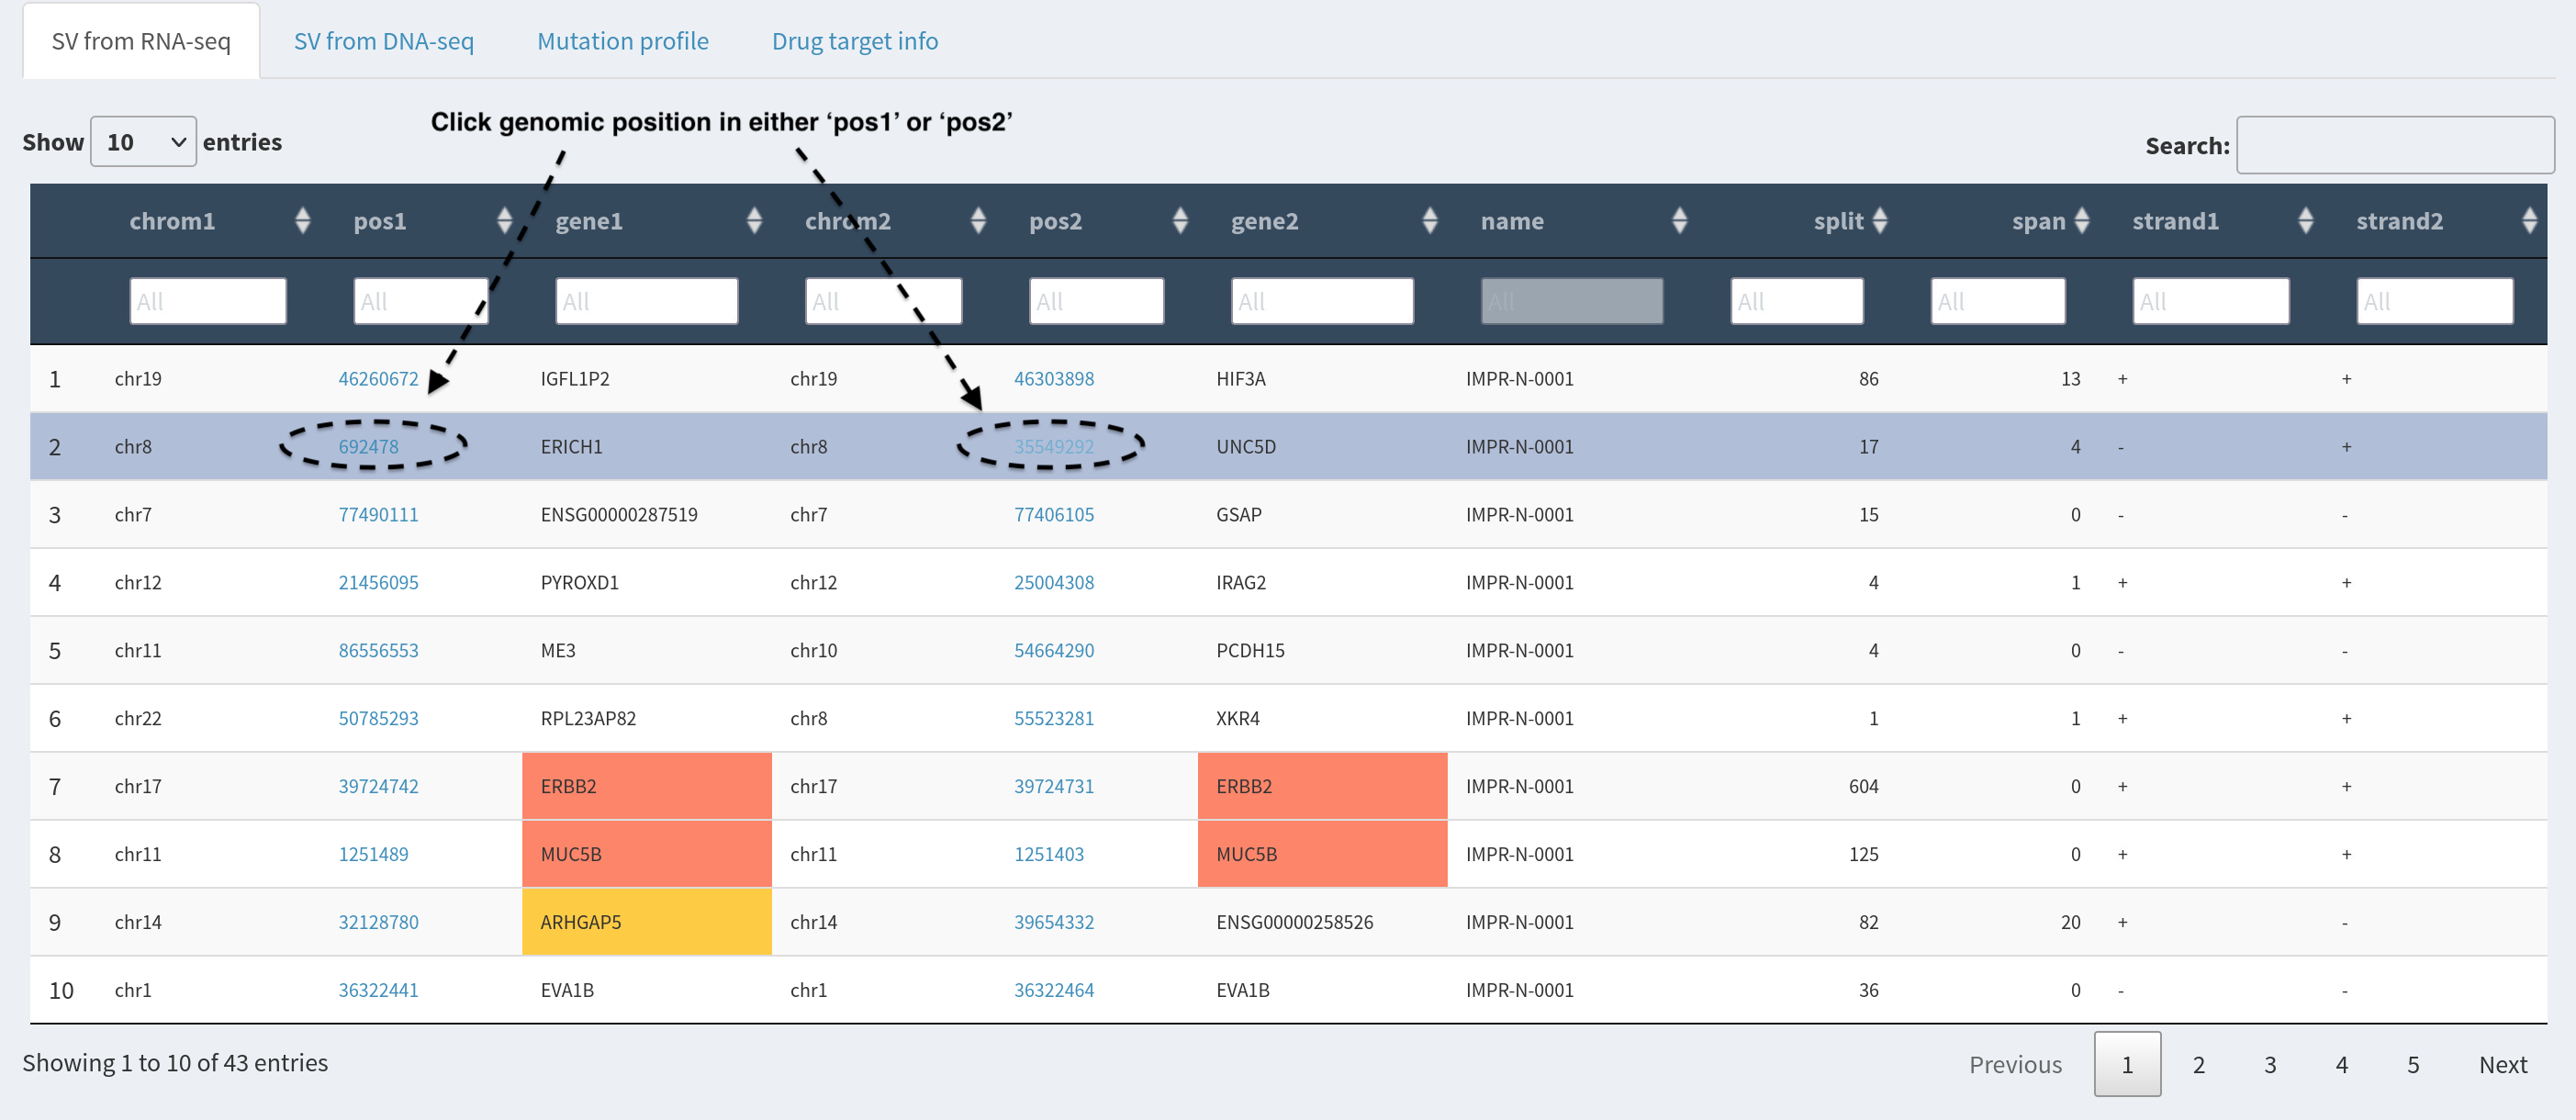 SV from RNA-seq SV from DNA-seq Mutation profile Drug target info
Click genomic position in either ‘pos1’ or ‘pos2’
Show 10 entries Search:
chrom1 pos1 gene1 chrom2 pos2 gene2 name split span strand1 strand2
All All All All All All All All All All All
1 chr19 46260672 IGFL1P2 chr19 46303898 HIF3A IMPR-N-0001 86 13 + +
2 chr8 692478 ERICH1 chr8 35549292 UNC5D IMPR-N-0001 17 4 - +
3 chr7 77490111 ENSG00000287519 chr7 77406105 GSAP IMPR-N-0001 15 0 - -
4 chr12 21456095 PYROXD1 chr12 25004308 IRAG2 IMPR-N-0001 4 1 + +
5 chr11 86556553 ME3 chr10 54664290 PCDH15 IMPR-N-0001 4 0 - -
6 chr22 50785293 RPL23AP82 chr8 55523281 XKR4 IMPR-N-0001 1 1 + +
7 chr17 39724742 ERBB2 chr17 39724731 ERBB2 IMPR-N-0001 604 0 + +
8 chr11 1251489 MUC5B chr11 1251403 MUC5B IMPR-N-0001 125 0 + +
9 chr14 32128780 ARHGAP5 chr14 39654332 ENSG00000258526 IMPR-N-0001 82 20 + -
10 chr1 36322441 EVA1B chr1 36322464 EVA1B IMPR-N-0001 36 0 - -
Showing 1 to 10 of 43 entries Previous 1 2 3 4 5 Next